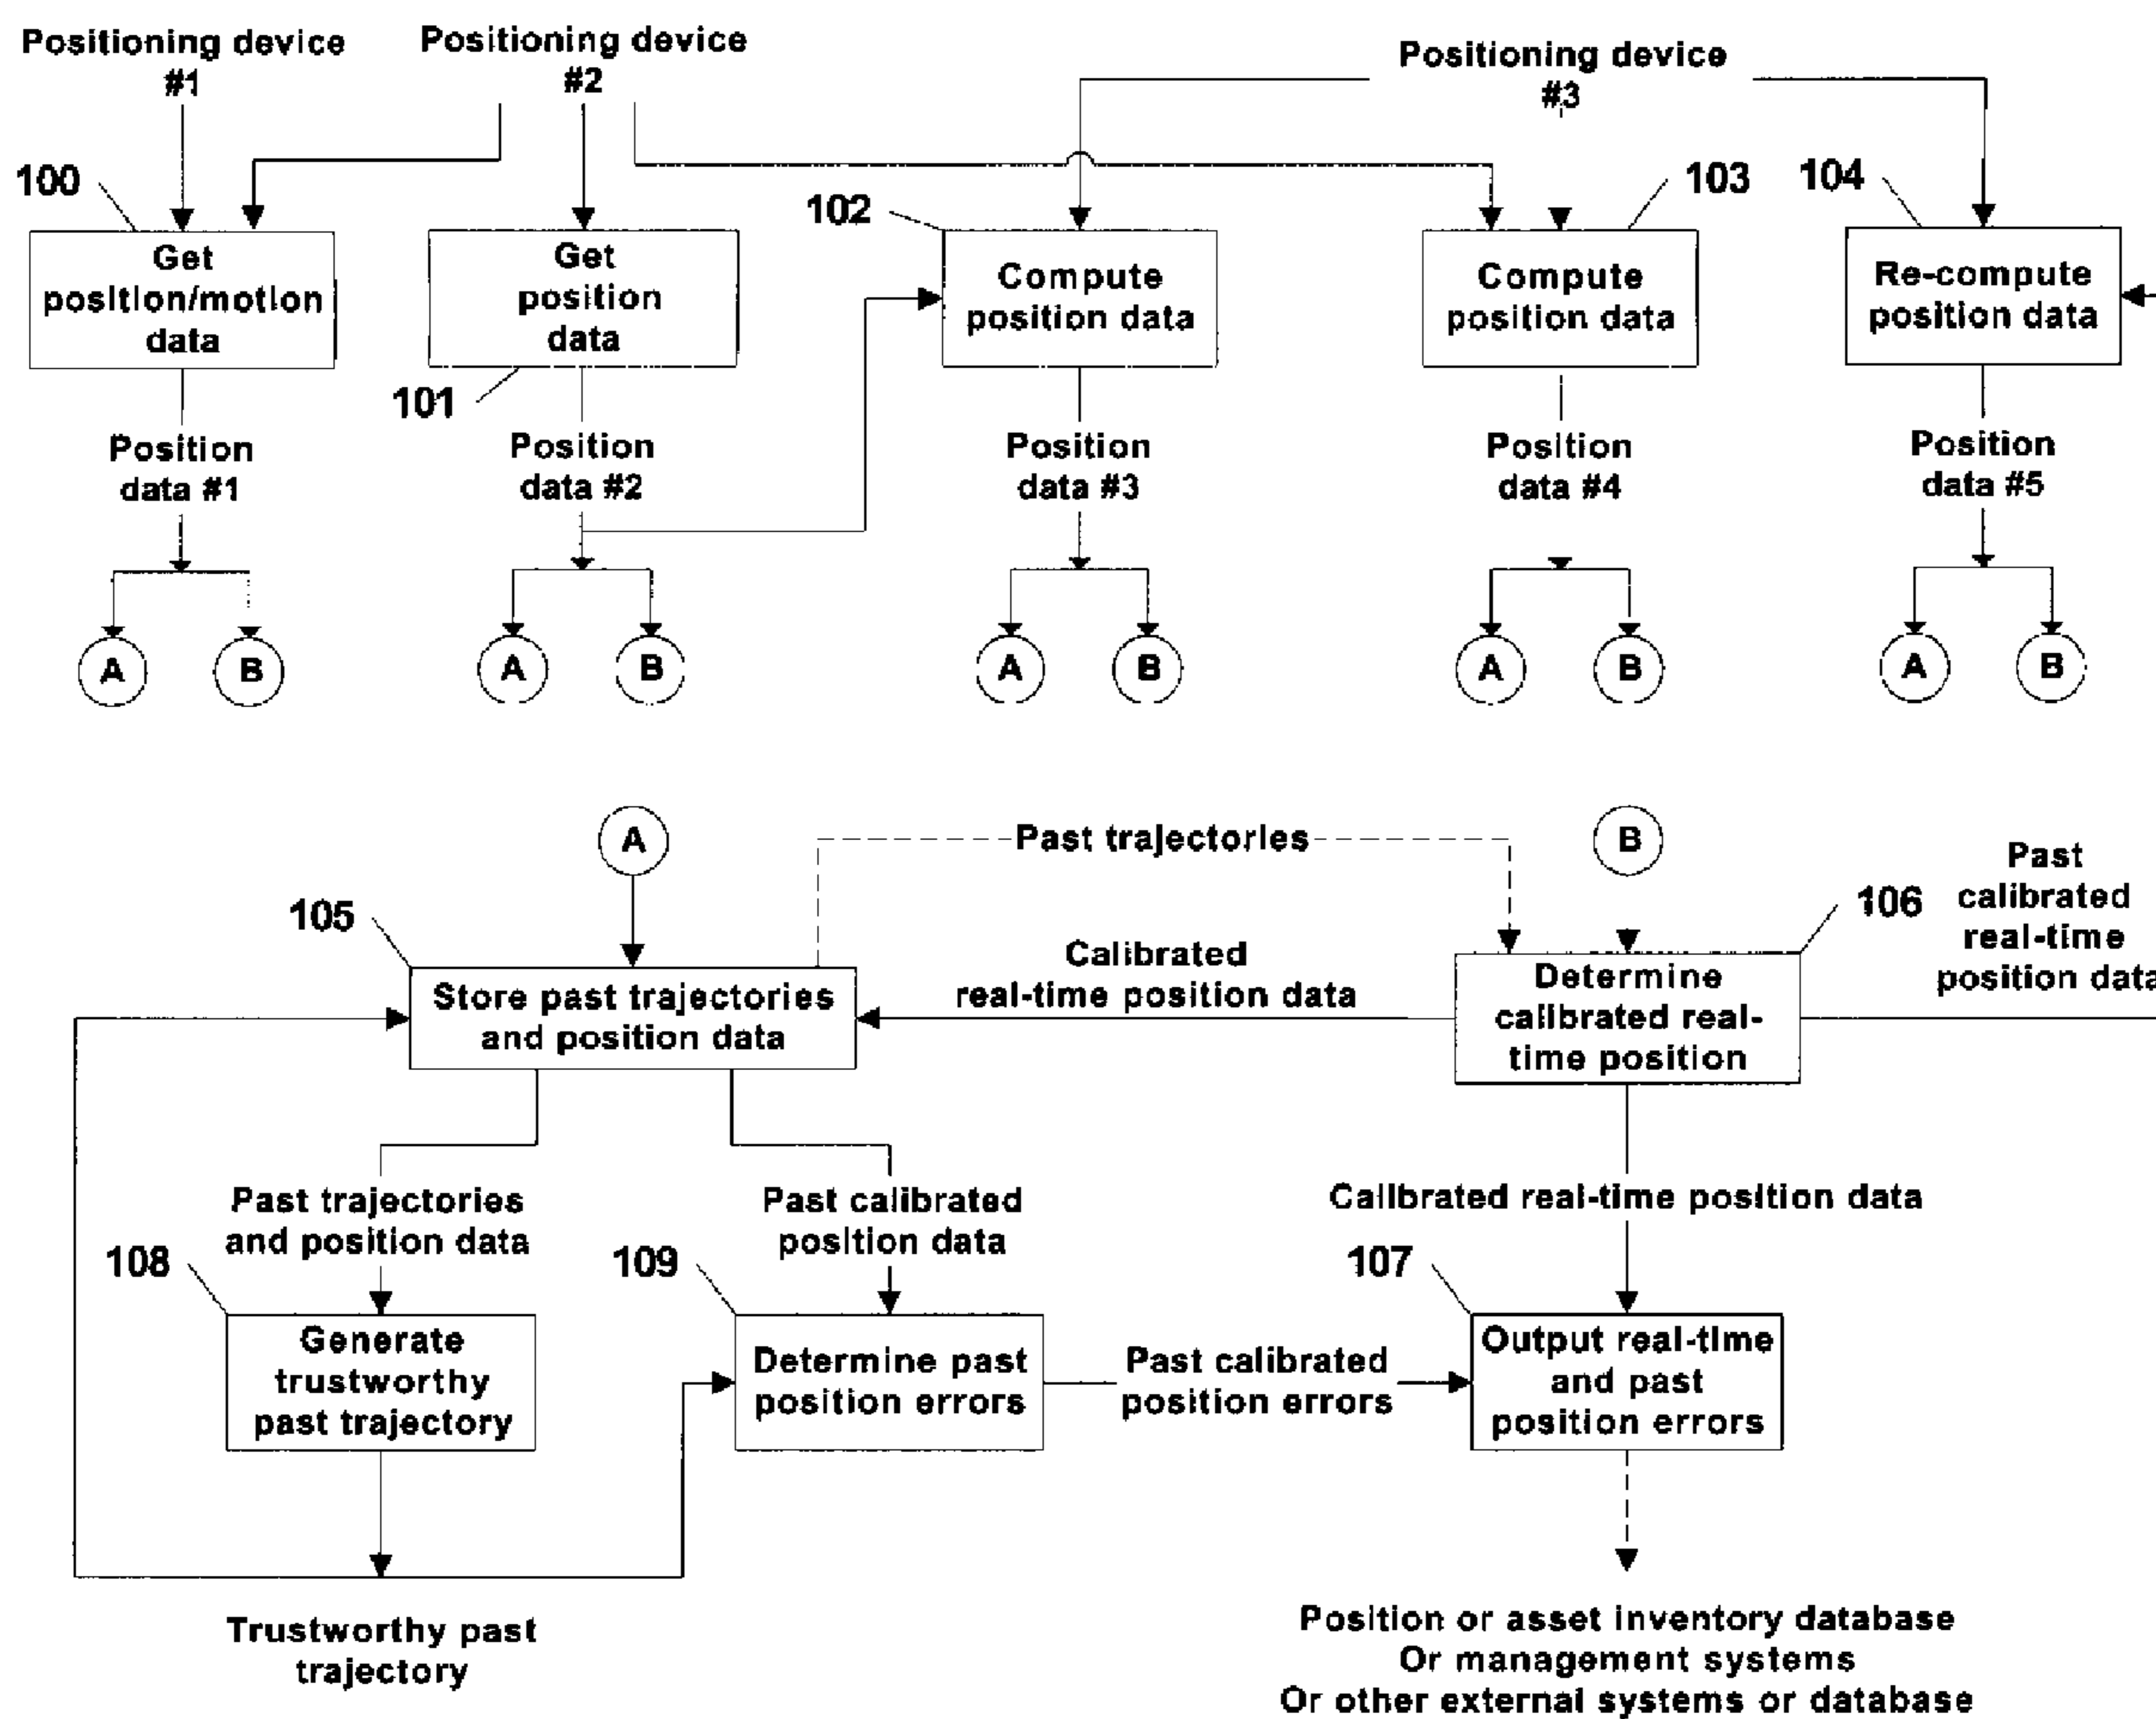 Positioning device
#1
Positioning device
#2
Positioning device
#3
100
102
103
104
Get
position/motion
data
Get
position
data
Compute
position data
Compute
position data
Re-compute
position data
101
Position
data #1
Position
data #2
Position
data #3
Position
data #4
Position
data #5
A
B
A
B
A
B
A
B
A
B
A
Past trajectories
B
Past
calibrated
real-time
position data
105
106
Calibrated
real-time position data
Store past trajectories
and position data
Determine
calibrated real-
time position
Past trajectories
and position data
Past calibrated
position data
Calibrated real-time position data
108
109
107
Generate
trustworthy
past trajectory
Determine past
position errors
Past calibrated
position errors
Output real-time
and past
position errors
Trustworthy past
trajectory
Position or asset inventory database
Or management systems
Or other external systems or database